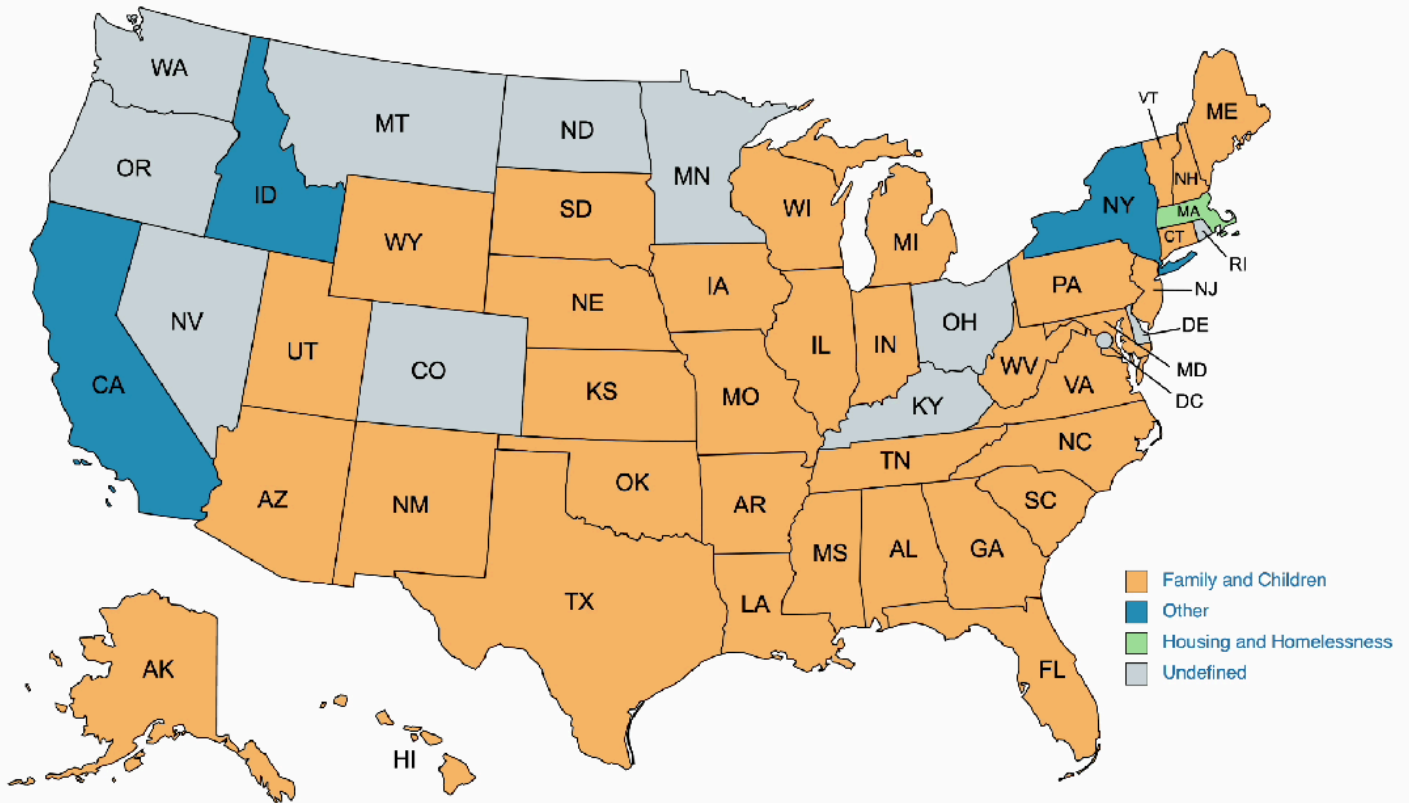 WA
MT
ND
MN
OR
ID
SD
WI
MI
VT
ME
NH
NY
MA
CT
RI
WY
IA
NE
PA
NJ
NV
UT
CO
IL
IN
OH
DE
MD
DC
CA
KS
MO
WV
VA
KY
NC
TN
AZ
NM
OK
AR
SC
MS
AL
GA
TX
LA
FL
AK
HI
Family and Children
Other
Housing and Homelessness
Undefined